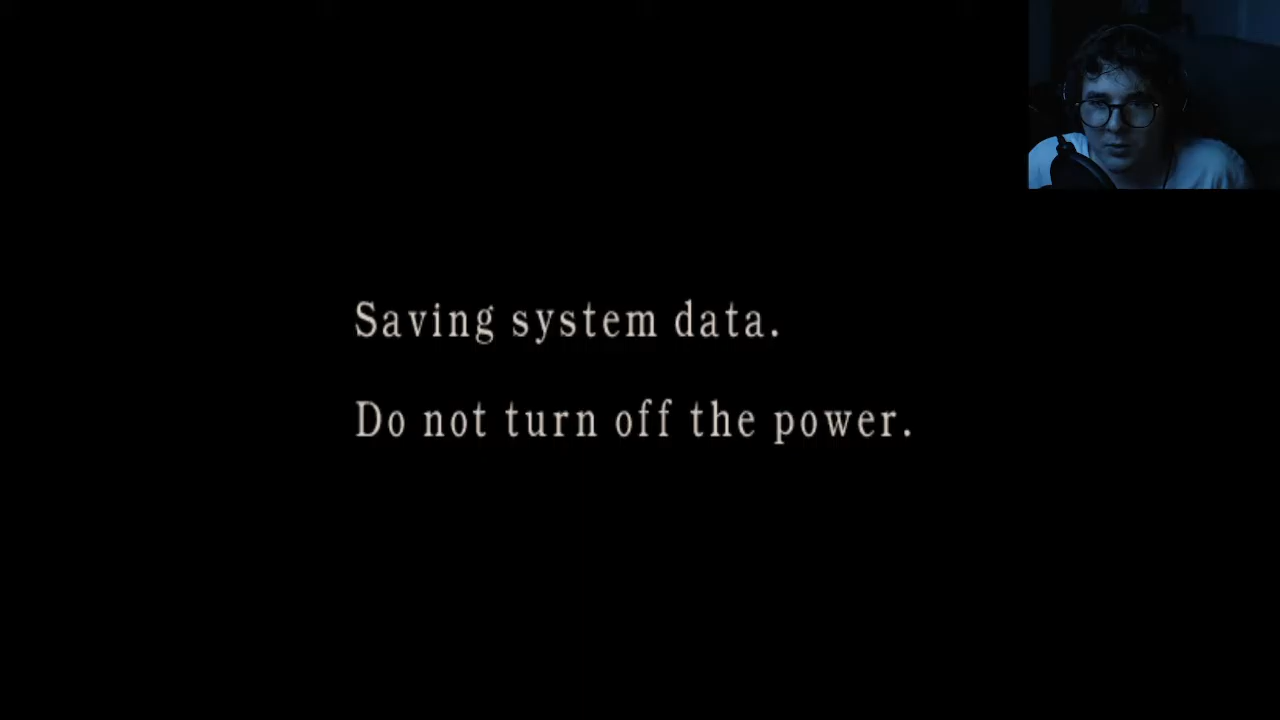 Saving system data.
Do not turn off the power.